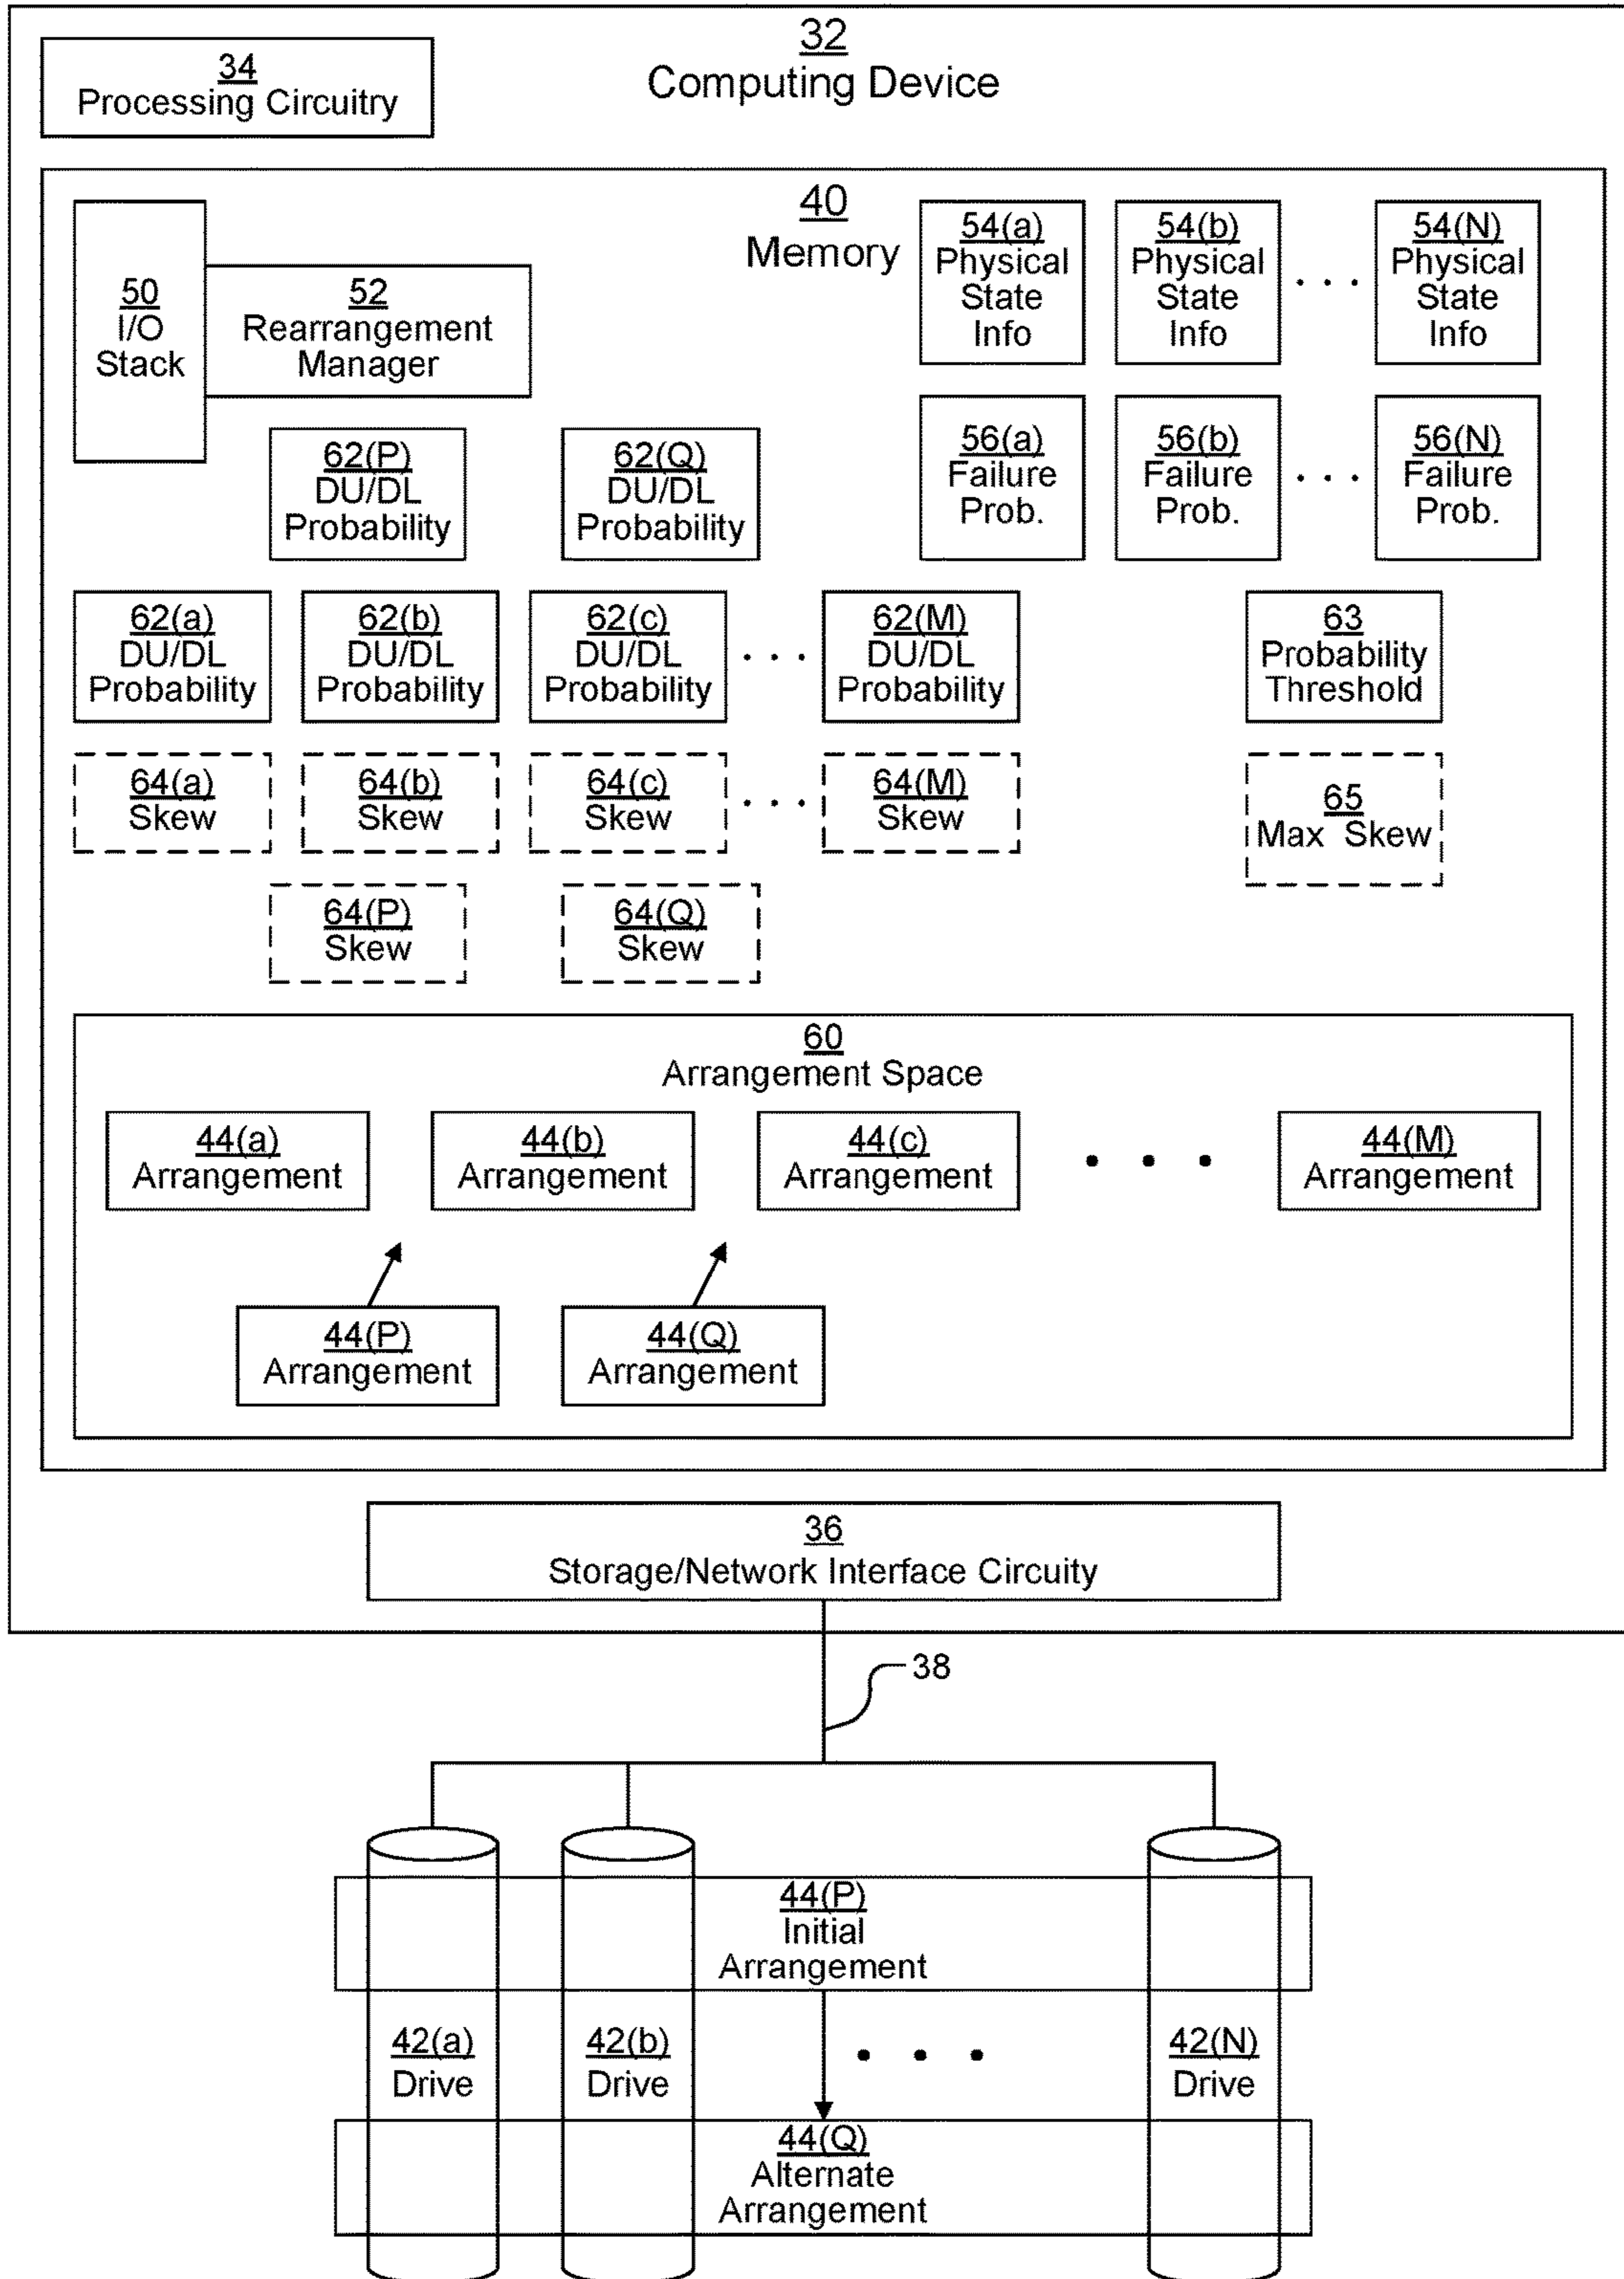 32
Computing Device
34
Processing Circuitry
40
Memory
50
I/O
Stack
52
Rearrangement
Manager
54(a)
Physical
State
Info
54(b)
Physical
State
Info
. . .
54(N)
Physical
State
Info
56(a)
Failure
Prob.
56(b)
Failure
Prob.
. . .
56(N)
Failure
Prob.
62(P)
DU/DL
Probability
62(Q)
DU/DL
Probability
62(a)
DU/DL
Probability
62(b)
DU/DL
Probability
62(c)
DU/DL
Probability
. . .
62(M)
DU/DL
Probability
63
Probability
Threshold
64(a)
Skew
64(b)
Skew
64(c)
Skew
. . .
64(M)
Skew
65
Max Skew
64(P)
Skew
64(Q)
Skew
60
Arrangement Space
44(a)
Arrangement
44(b)
Arrangement
44(c)
Arrangement
. . .
44(M)
Arrangement
44(P)
Arrangement
44(Q)
Arrangement
36
Storage/Network Interface Circuity
38
44(P)
Initial
Arrangement
42(a)
Drive
42(b)
Drive
. . .
42(N)
Drive
44(Q)
Alternate
Arrangement